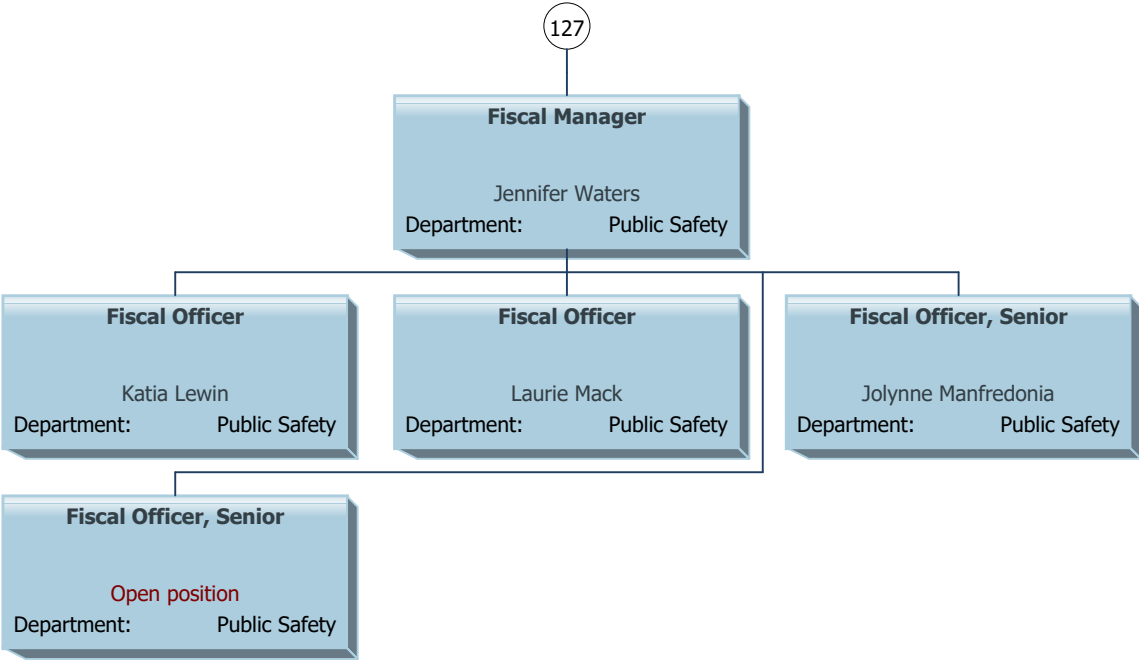 127
Fiscal Manager
Jennifer Waters
Department: Public Safety
Fiscal Officer
Katia Lewin
Department: Public Safety
Fiscal Officer
Laurie Mack
Department: Public Safety
Fiscal Officer, Senior
Jolynne Manfredonia
Department: Public Safety
Fiscal Officer, Senior
Open position
Department: Public Safety